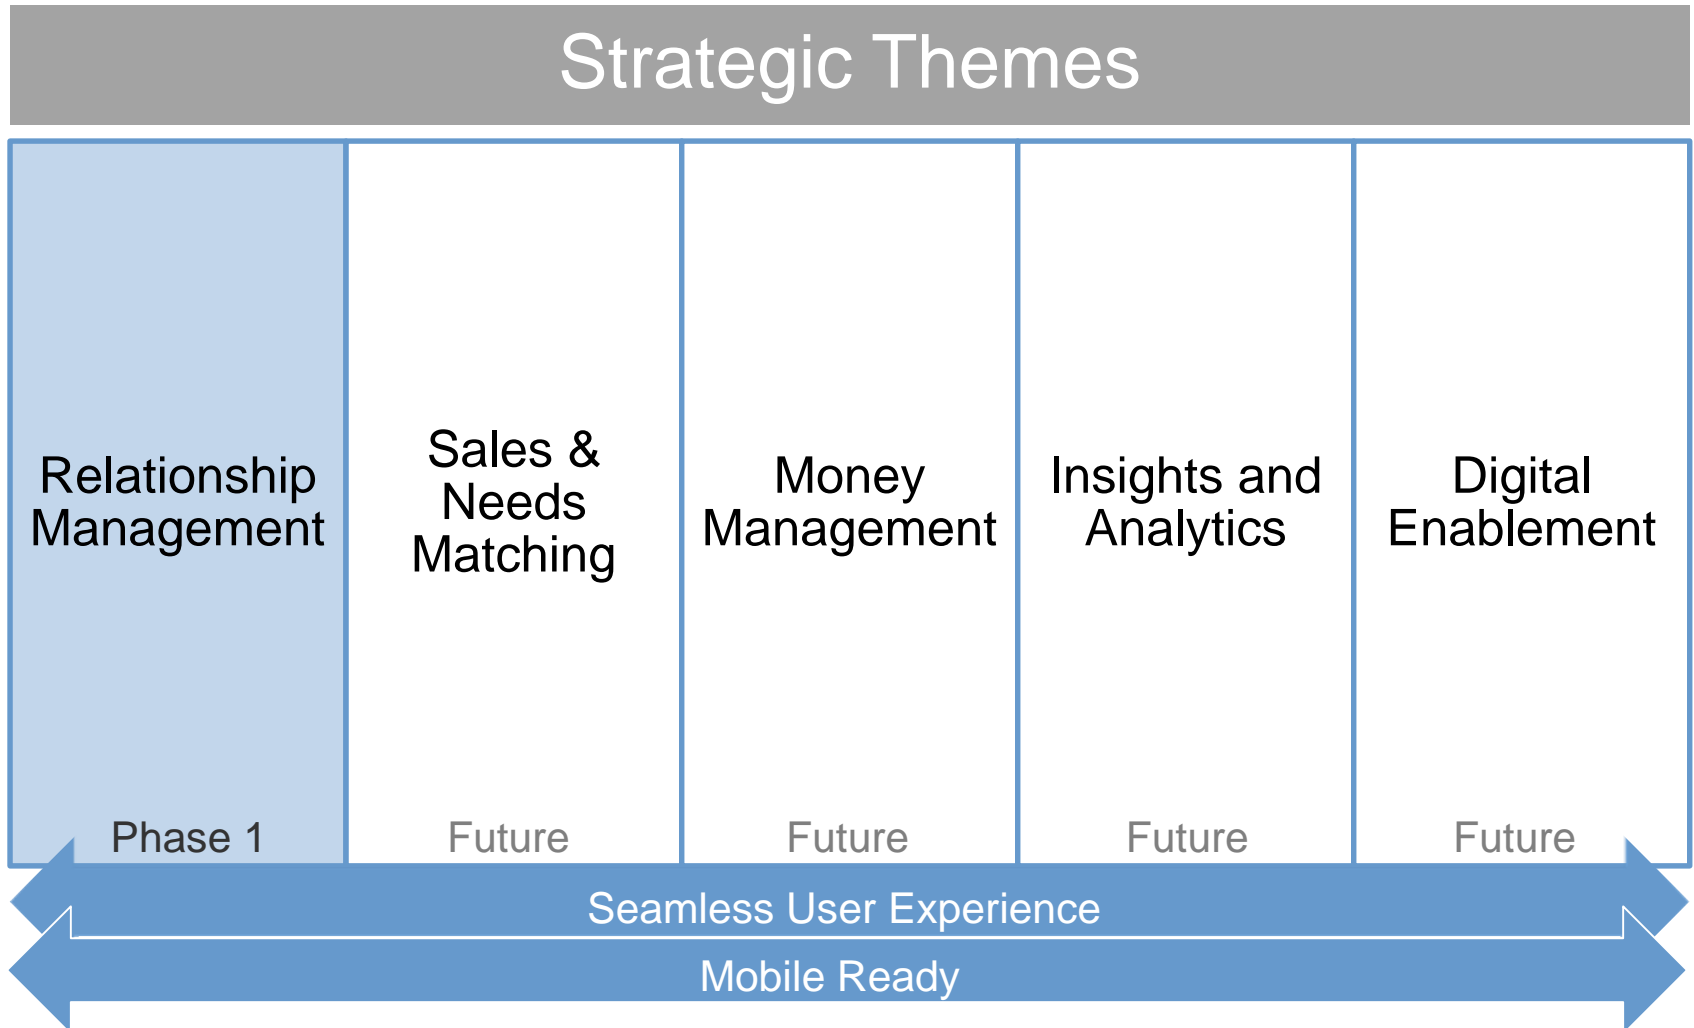 Strategic Themes
Relationship
Management
Sales &
Needs
Matching
Money
Management
Insights and
Analytics
Digital
Enablement
Phase 1
Future
Future
Future
Future
Seamless User Experience
Mobile Ready